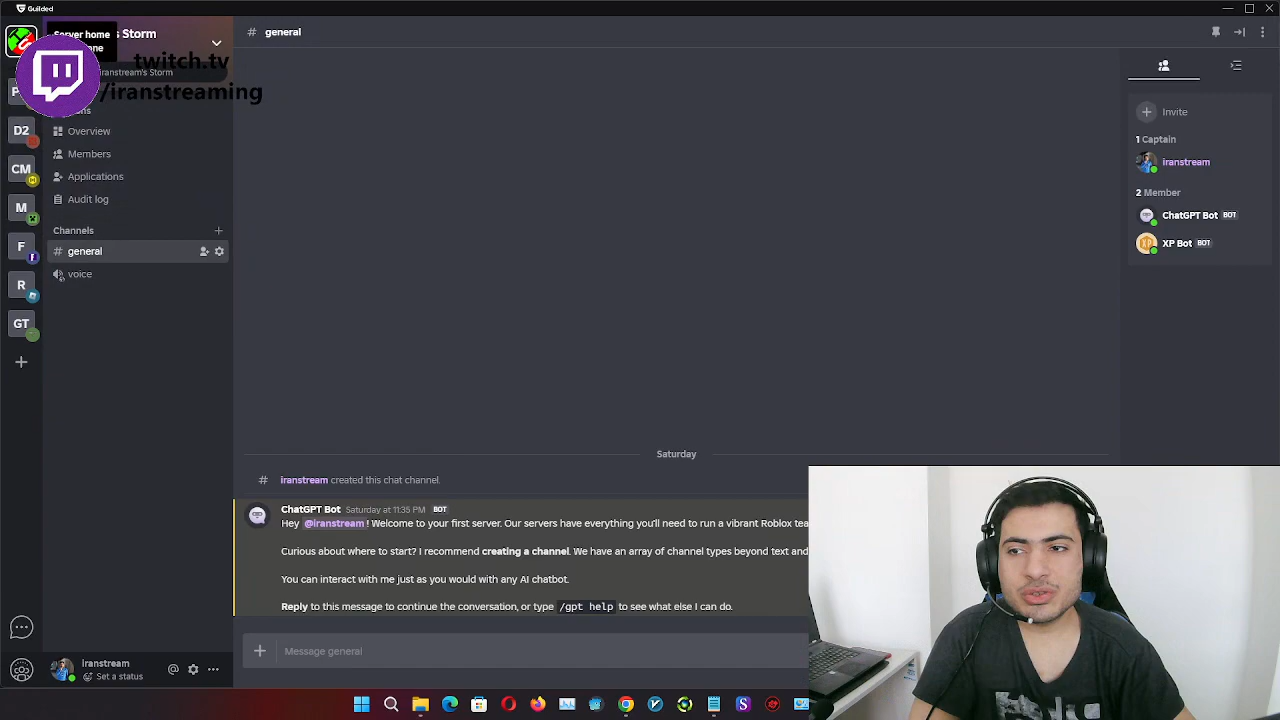 Guilded
Server home
one
s Storm
iranstream's Storm
twitch.tv
/iranstreaming
Overview
Members
Applications
Audit log
Channels
general
voice
D2
CM
M
F
R
GT
iranstream
Set a status
# general
Saturday
iranstream created this chat channel.
ChatGPT Bot Saturday at 11:35 PM BOT
Hey @iranstream! Welcome to your first server. Our servers have everything you'll need to run a vibrant Roblox
Curious about where to start? I recommend creating a channel. We have an array of channel types beyond text and
You can interact with me just as you would with any AI chatbot.
Reply to this message to continue the conversation, or type /gpt help to see what else I can do.
Message general
Invite
1 Captain
iranstream
2 Member
ChatGPT Bot BOT
XP Bot BOT